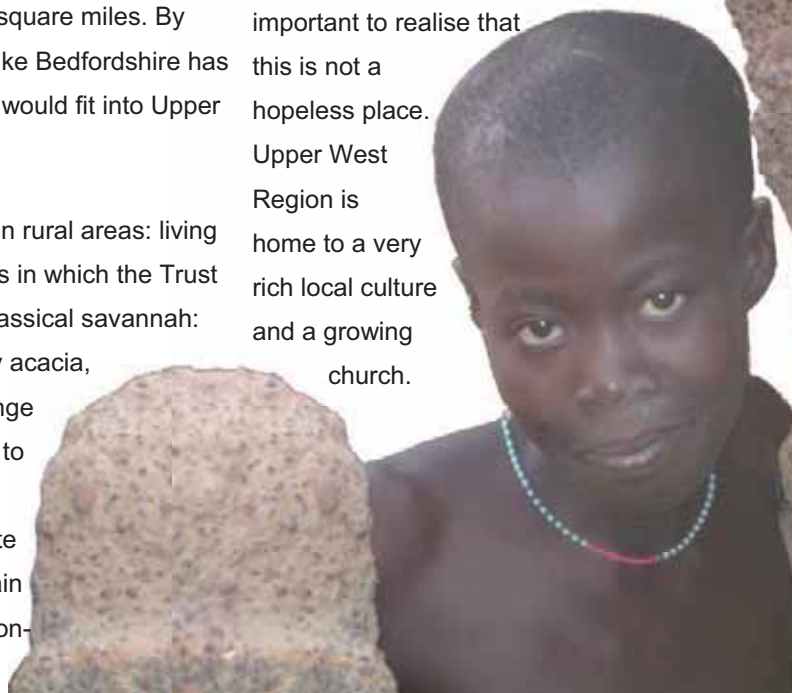 square miles. By
ke Bedfordshire has
would fit into Upper
n rural areas: living
s in which the Trust
assical savannah:
acacia,
nge
to
te
ain
on-
important to realise that
this is not a
hopeless place.
Upper West
Region is
home to a very
rich local culture
and a growing
church.